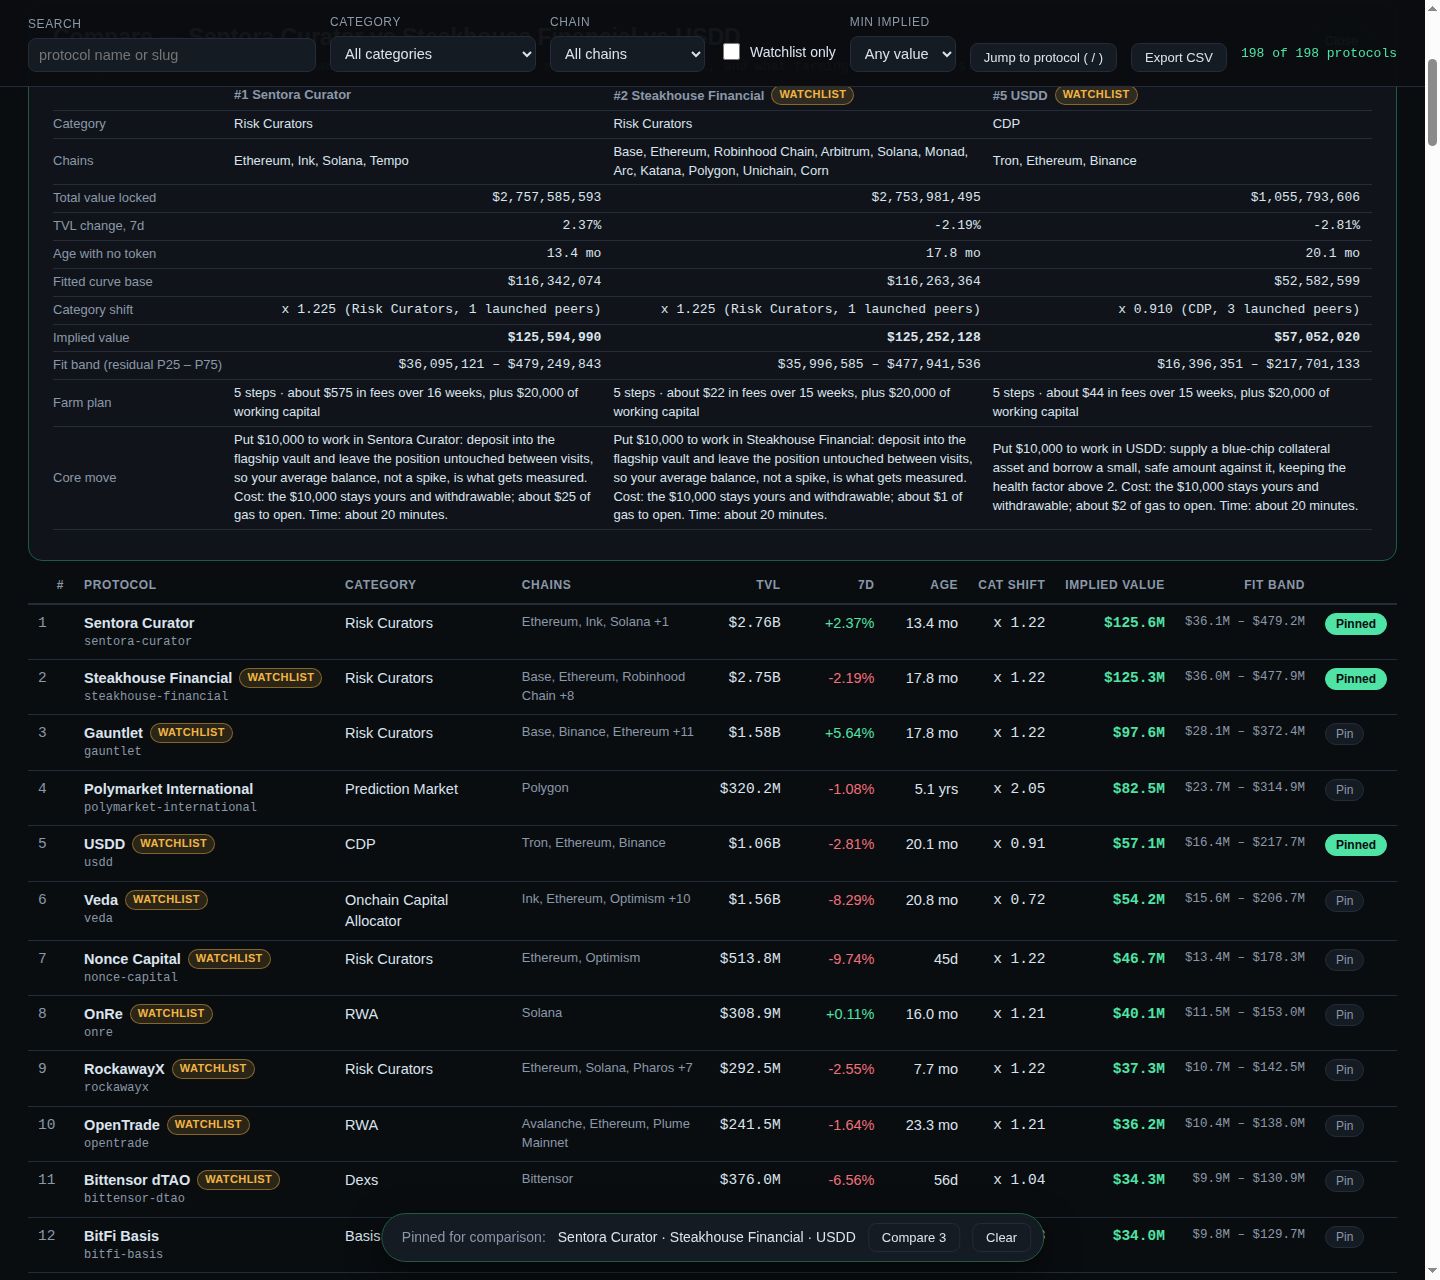 SEARCH
CATEGORY
CHAIN
MIN IMPLIED
protocol name or slug
All categories
All chains
Watchlist only
Any value
Jump to protocol ( / )
Export CSV
198 of 198 protocols
#1 Sentora Curator
#2 Steakhouse Financial WATCHLIST
#5 USDD WATCHLIST
Category
Risk Curators
Risk Curators
CDP
Chains
Ethereum, Ink, Solana, Tempo
Base, Ethereum, Robinhood Chain, Arbitrum, Solana, Monad,
Arc, Katana, Polygon, Unichain, Corn
Tron, Ethereum, Binance
Total value locked
$2,757,585,593
$2,753,981,495
$1,055,793,606
TVL change, 7d
2.37%
-2.19%
-2.81%
Age with no token
13.4 mo
17.8 mo
20.1 mo
Fitted curve base
$116,342,074
$116,263,364
$52,582,599
Category shift
x 1.225 (Risk Curators, 1 launched peers)
x 1.225 (Risk Curators, 1 launched peers)
x 0.910 (CDP, 3 launched peers)
Implied value
$125,594,990
$125,252,128
$57,052,020
Fit band (residual P25 – P75)
$36,095,121 – $479,249,843
$35,996,585 – $477,941,536
$16,396,351 – $217,701,133
Farm plan
5 steps · about $575 in fees over 16 weeks, plus $20,000 of
working capital
5 steps · about $22 in fees over 15 weeks, plus $20,000 of
working capital
5 steps · about $44 in fees over 15 weeks, plus $20,000 of
working capital
Core move
Put $10,000 to work in Sentora Curator: deposit into the
flagship vault and leave the position untouched between visits,
so your average balance, not a spike, is what gets measured.
Cost: the $10,000 stays yours and withdrawable; about $25 of
gas to open. Time: about 20 minutes.
Put $10,000 to work in Steakhouse Financial: deposit into the
flagship vault and leave the position untouched between visits,
so your average balance, not a spike, is what gets measured.
Cost: the $10,000 stays yours and withdrawable; about $1 of
gas to open. Time: about 20 minutes.
Put $10,000 to work in USDD: supply a blue-chip collateral
asset and borrow a small, safe amount against it, keeping the
health factor above 2. Cost: the $10,000 stays yours and
withdrawable; about $2 of gas to open. Time: about 20 minutes.
# PROTOCOL CATEGORY CHAINS TVL 7D AGE CAT SHIFT IMPLIED VALUE FIT BAND
1 Sentora Curator Risk Curators Ethereum, Ink, Solana +1 $2.76B +2.37% 13.4 mo x 1.22 $125.6M $36.1M – $479.2M Pinned
sentora-curator
2 Steakhouse Financial WATCHLIST Risk Curators Base, Ethereum, Robinhood $2.75B -2.19% 17.8 mo x 1.22 $125.3M $36.0M – $477.9M Pinned
steakhouse-financial Chain +8
3 Gauntlet WATCHLIST Risk Curators Base, Binance, Ethereum +11 $1.58B +5.64% 17.8 mo x 1.22 $97.6M $28.1M – $372.4M Pin
gauntlet
4 Polymarket International Prediction Market Polygon $320.2M -1.08% 5.1 yrs x 2.05 $82.5M $23.7M – $314.9M Pin
polymarket-international
5 USDD WATCHLIST CDP Tron, Ethereum, Binance $1.06B -2.81% 20.1 mo x 0.91 $57.1M $16.4M – $217.7M Pinned
usdd
6 Veda WATCHLIST Onchain Capital Ink, Ethereum, Optimism +10 $1.56B -8.29% 20.8 mo x 0.72 $54.2M $15.6M – $206.7M Pin
veda Allocator
7 Nonce Capital WATCHLIST Risk Curators Ethereum, Optimism $513.8M -9.74% 45d x 1.22 $46.7M $13.4M – $178.3M Pin
nonce-capital
8 OnRe WATCHLIST RWA Solana $308.9M +0.11% 16.0 mo x 1.21 $40.1M $11.5M – $153.0M Pin
onre
9 RockawayX WATCHLIST Risk Curators Ethereum, Solana, Pharos +7 $292.5M -2.55% 7.7 mo x 1.22 $37.3M $10.7M – $142.5M Pin
rockawayx
10 OpenTrade WATCHLIST RWA Avalanche, Ethereum, Plume $241.5M -1.64% 23.3 mo x 1.21 $36.2M $10.4M – $138.0M Pin
opentrade Mainnet
11 Bittensor dTAO WATCHLIST Dexs Bittensor $376.0M -6.56% 56d x 1.04 $34.3M $9.9M – $130.9M Pin
bittensor-dtao
12 BitFi Basis Basis $34.0M $9.8M – $129.7M Pin
bitfi-basis
Pinned for comparison: Sentora Curator · Steakhouse Financial · USDD Compare 3 Clear